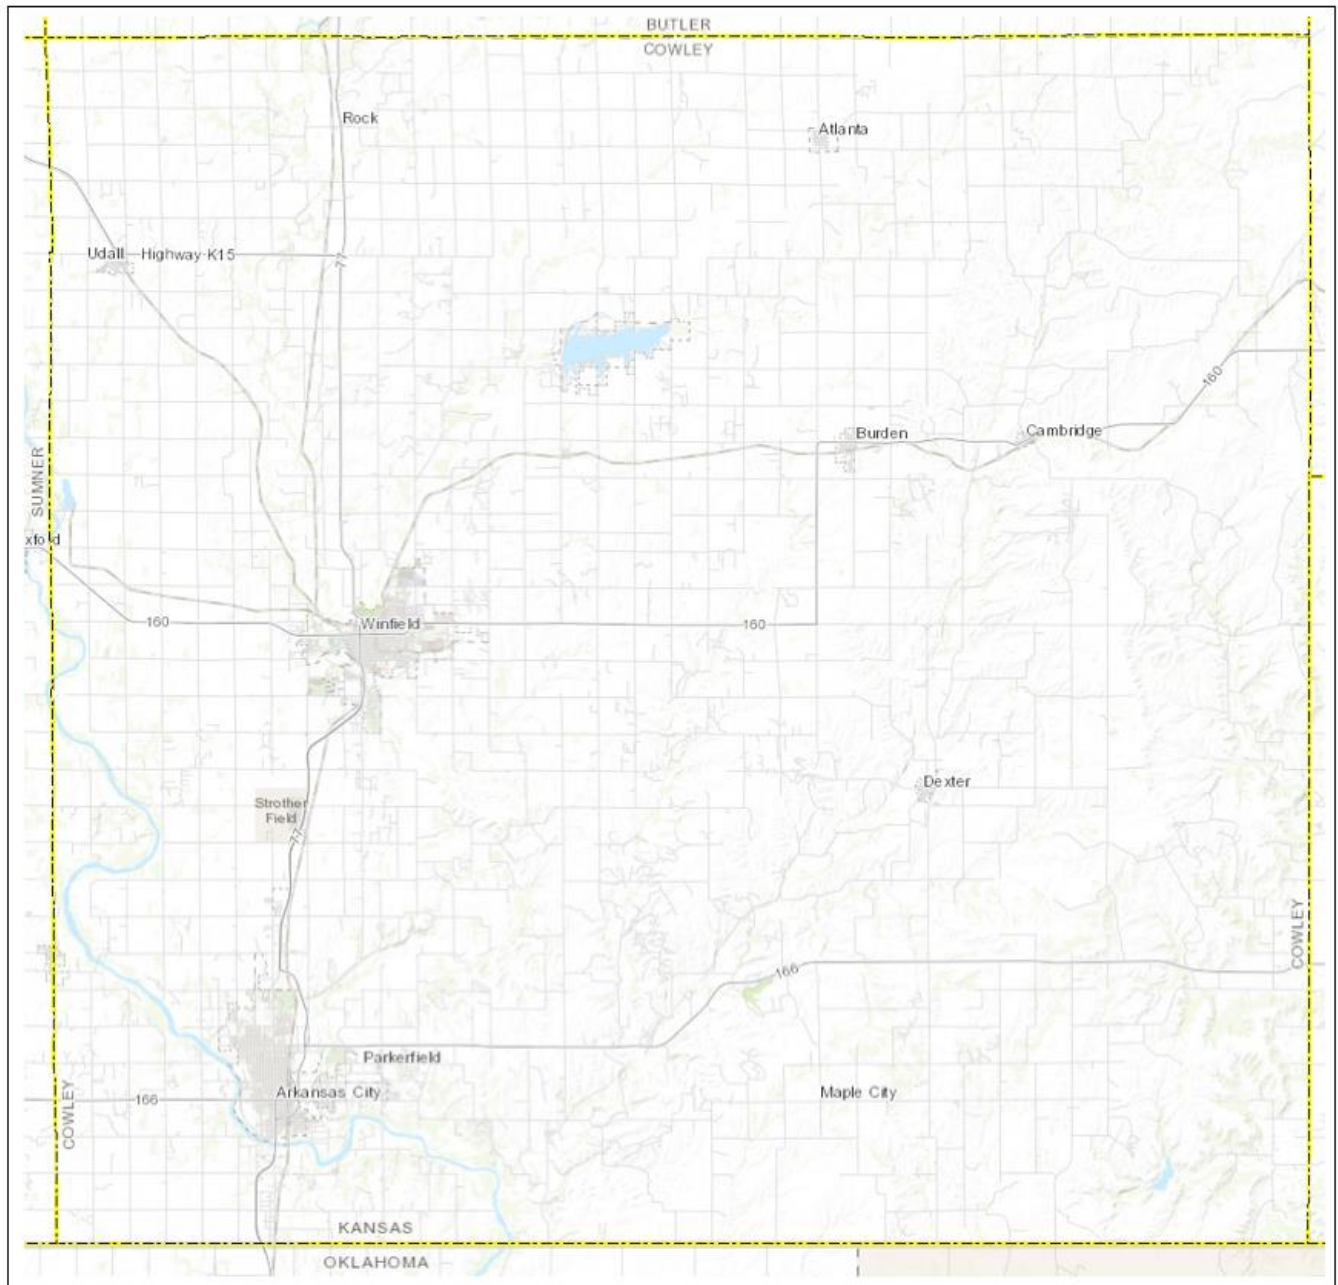 BUTLER
COWLEY
Rock
Atlanta
Udall
Highway K15
77
160
Burden
Cambridge
SUMNER
xford
160
Winfield
160
Dexter
Strother
Field
77
COWLEY
166
Parkerfield
Arkansas City
Maple City
166
COWLEY
KANSAS
OKLAHOMA